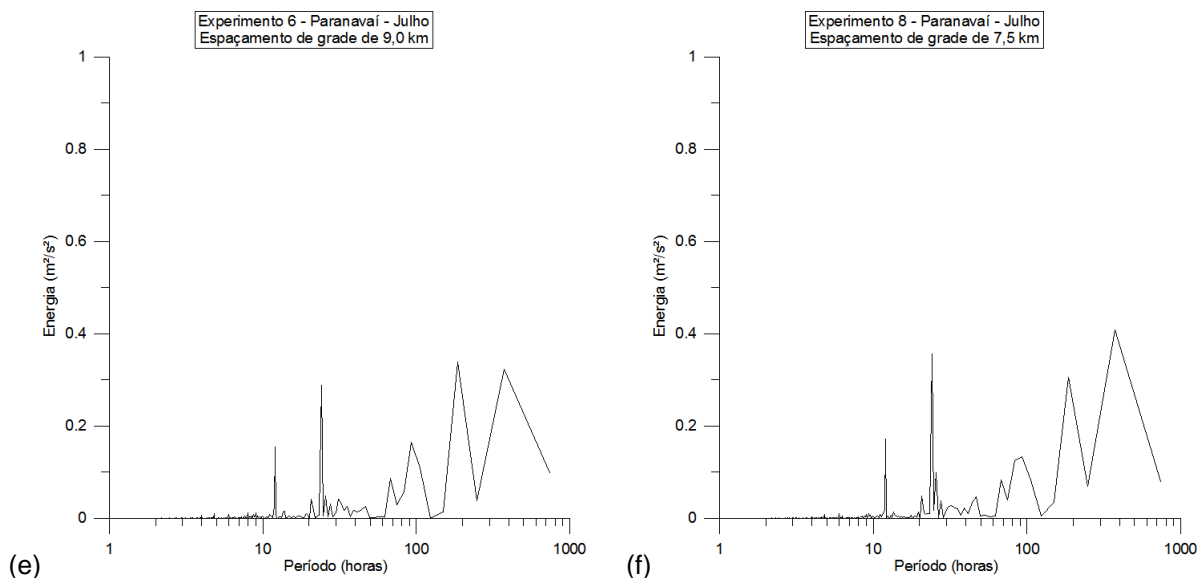 Experimento 6 - Paranavaí - Julho
Espaçamento de grade de 9,0 km
1
0.8
0.6
0.4
0.2
0
Energia (m²/s²)
1
10
100
1000
Período (horas)
(e)
Experimento 8 - Paranavaí - Julho
Espaçamento de grade de 7,5 km
1
0.8
0.6
0.4
0.2
0
Energia (m²/s²)
1
10
100
1000
Período (horas)
(f)